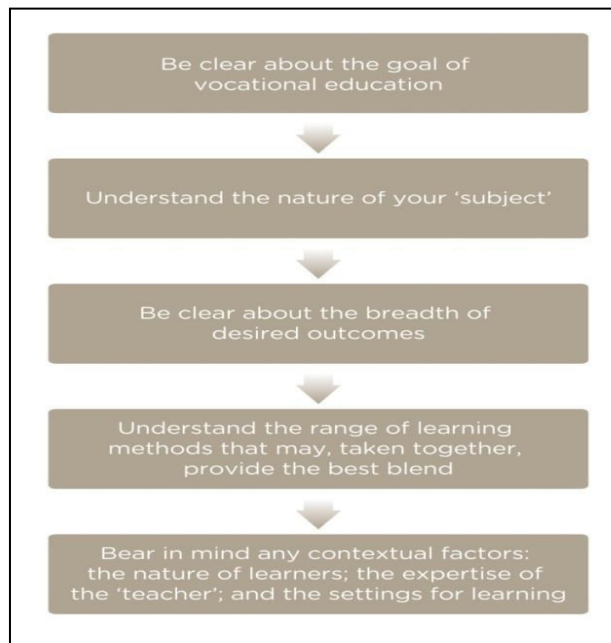 Be clear about the goal of
vocational education
Understand the nature of your ‘subject’
Be clear about the breadth of
desired outcomes
Understand the range of learning
methods that may, taken together,
provide the best blend
Bear in mind any contextual factors:
the nature of learners; the expertise of
the ‘teacher’; and the settings for learning